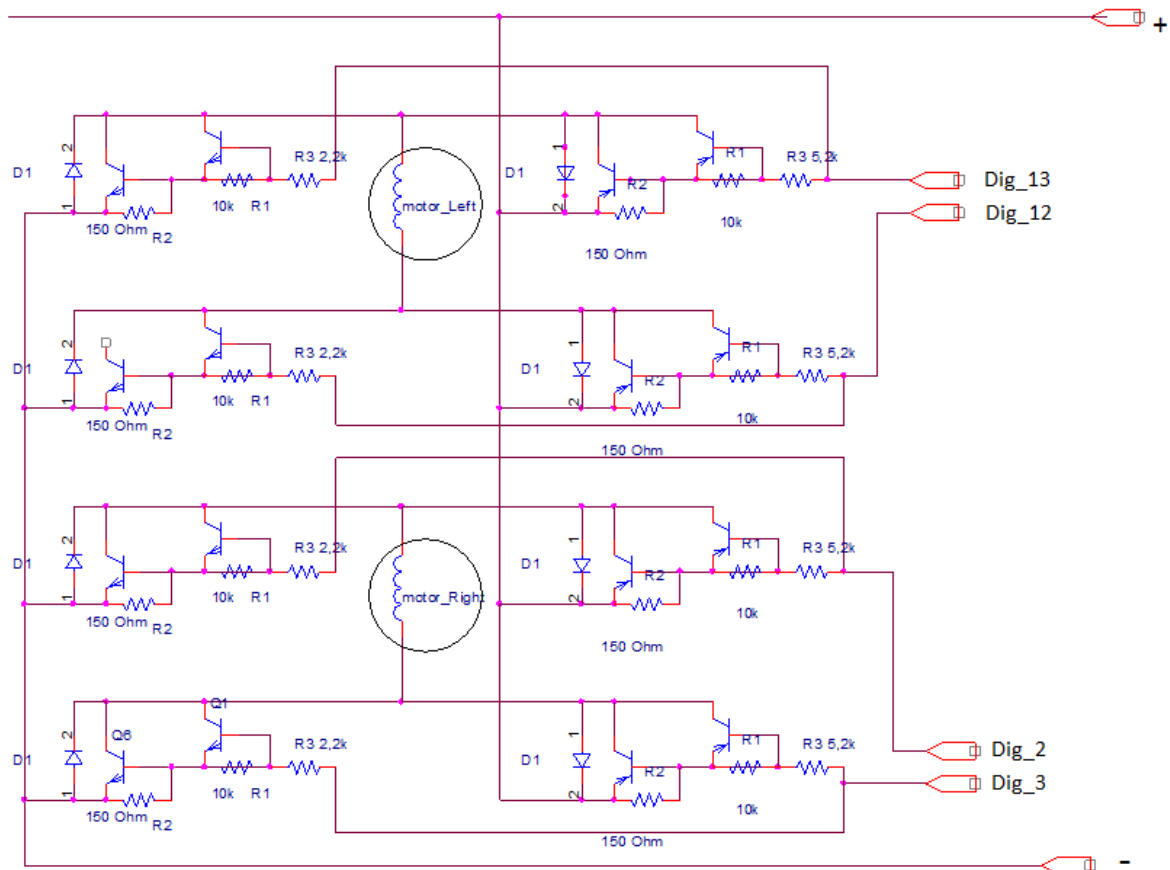 +
2
D1
1
150 Ohm
R2
10k
R1
R3 2,2k
motor_Left
D1
1
2
R2
150 Ohm
R1
10k
R3 5,2k
Dig_13
Dig_12
2
D1
1
150 Ohm
R2
10k
R1
R3 2,2k
D1
1
2
R2
150 Ohm
R1
10k
R3 5,2k
2
D1
1
150 Ohm
R2
10k
R1
R3 2,2k
motor_Right
D1
1
2
R2
150 Ohm
R1
10k
R3 5,2k
2
D1
1
Q6
150 Ohm
R2
Q1
10k
R1
R3 2,2k
D1
1
2
R2
150 Ohm
R1
10k
R3 5,2k
Dig_2
Dig_3
-